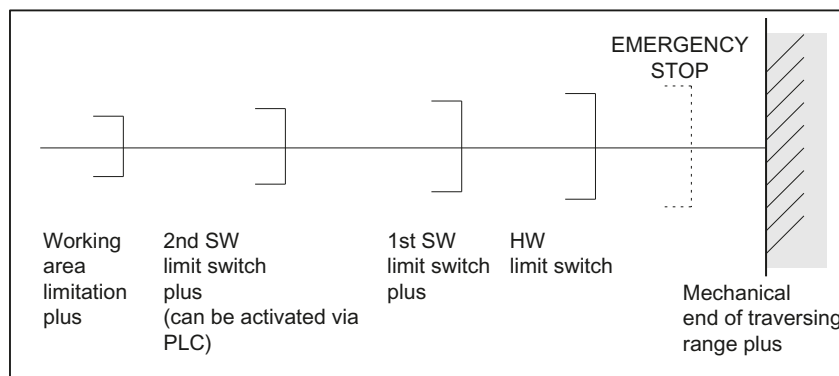 EMERGENCY
STOP
Working
area
limitation
plus
2nd SW
limit switch
plus
(can be activated via
PLC)
1st SW
limit switch
plus
HW
limit switch
Mechanical
end of traversing
range plus